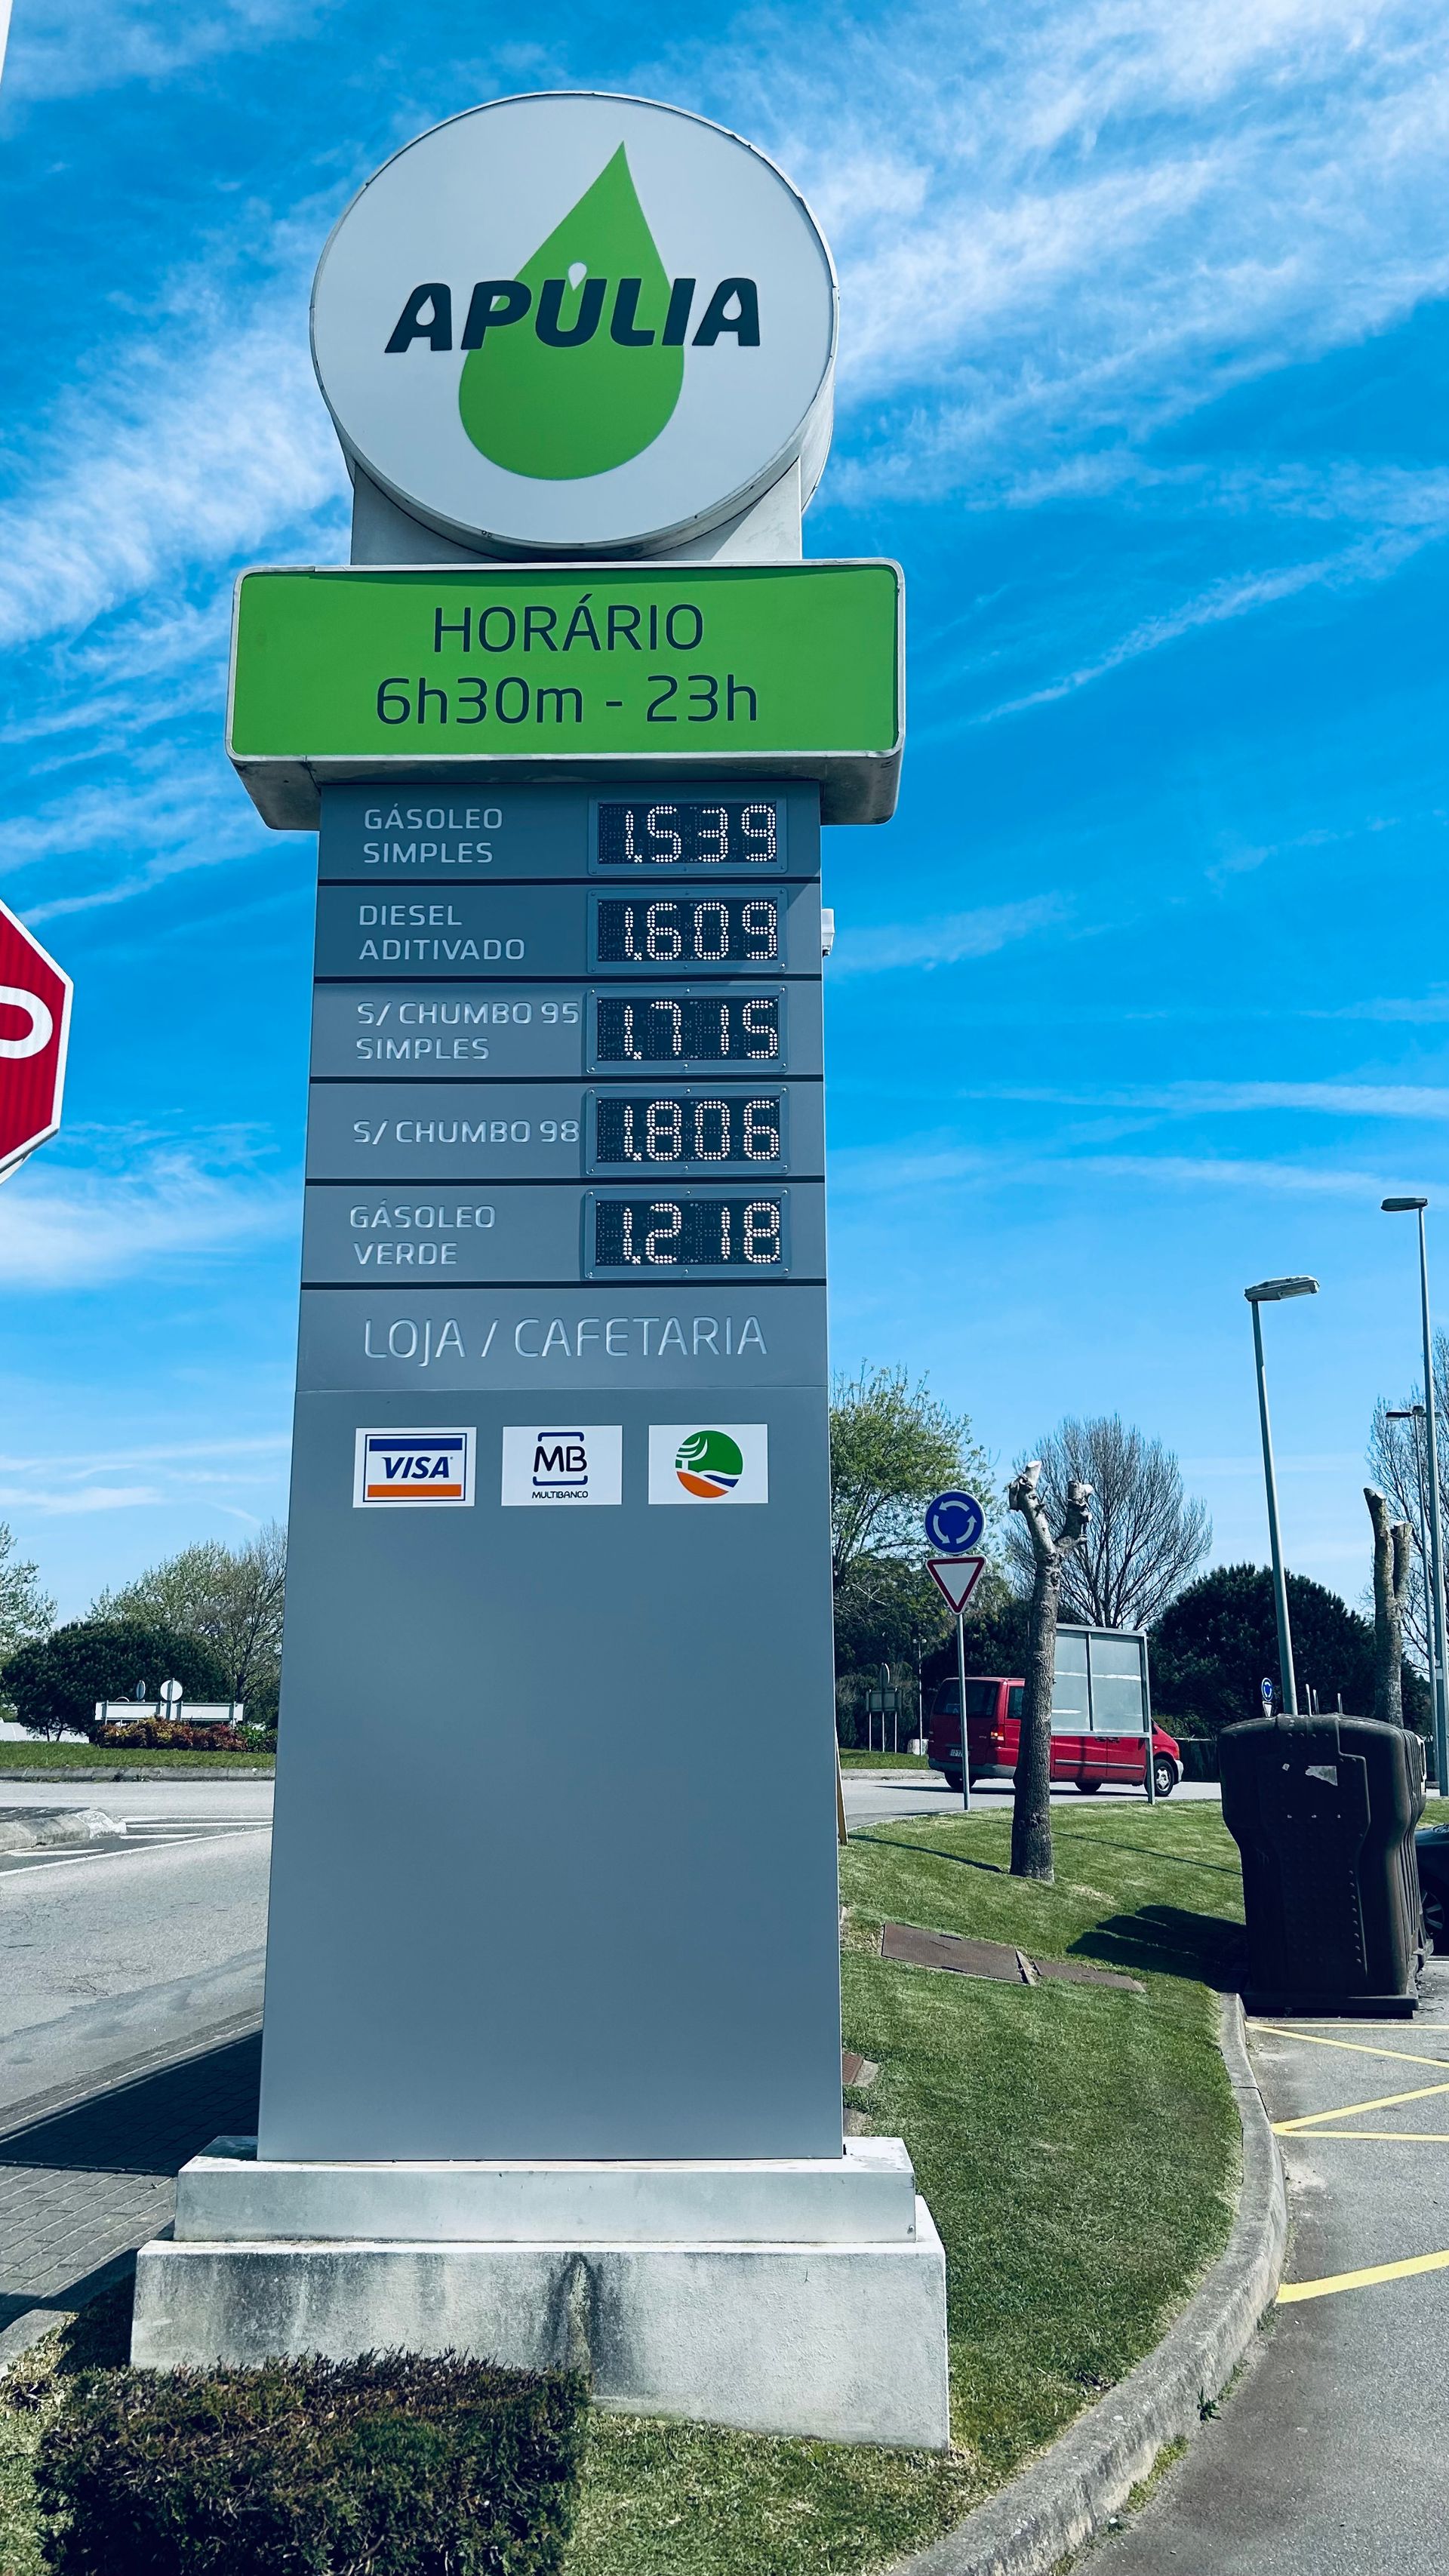 APÚLIA
HORÁRIO
6h30m - 23h
GÁSOLEO
SIMPLES
1.539
DIESEL
ADITIVADO
1.609
S/ CHUMBO 95
SIMPLES
1.715
S/ CHUMBO 98
1.806
GÁSOLEO
VERDE
1.218
LOJA / CAFETARIA
VISA
MB
MULTIBANCO